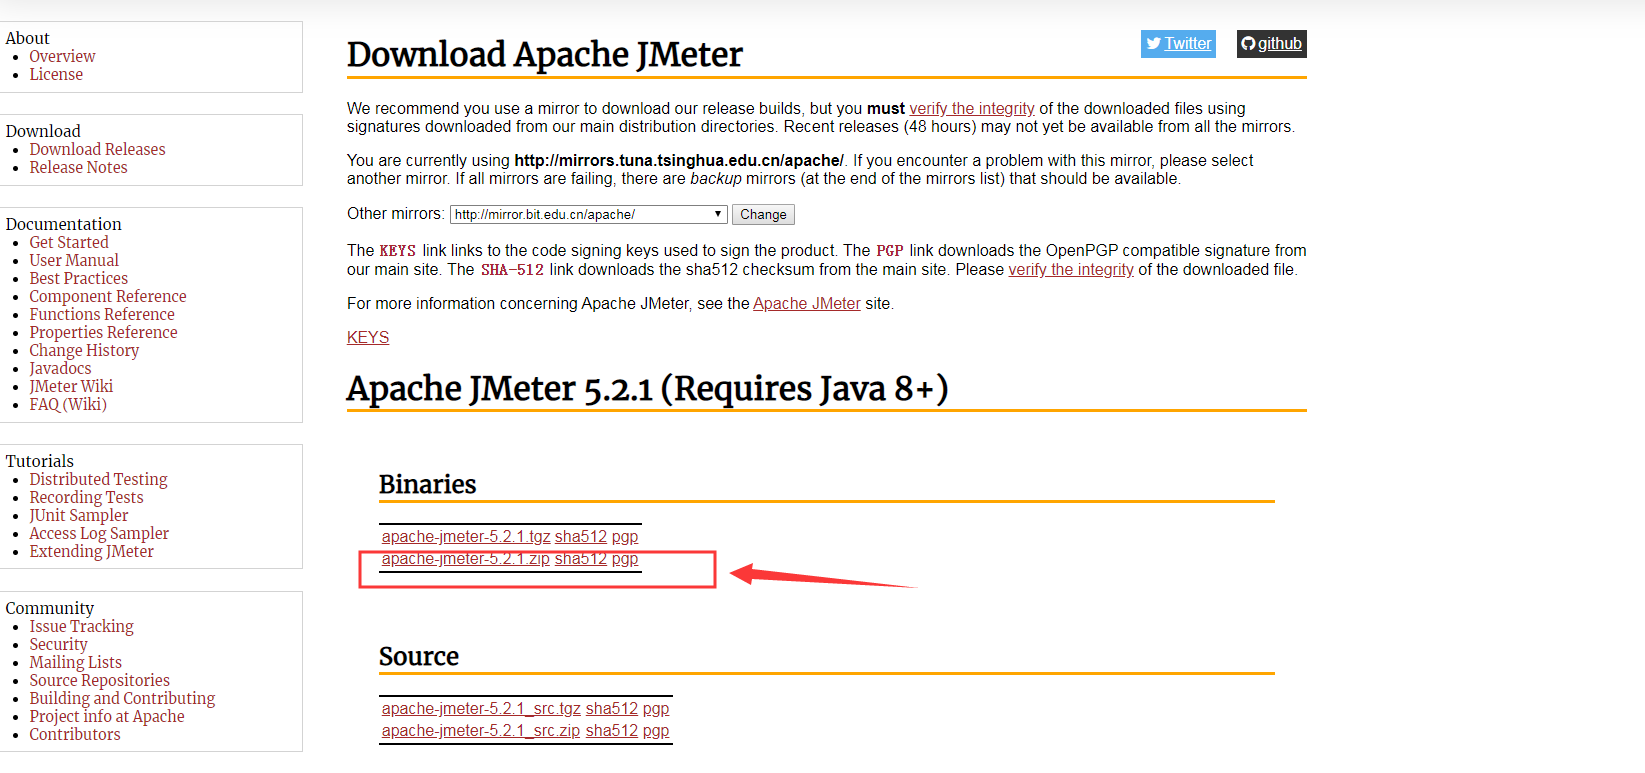 About
Overview
License
Download
Download Releases
Release Notes
Documentation
Get Started
User Manual
Best Practices
Component Reference
Functions Reference
Properties Reference
Change History
Javadocs
JMeter Wiki
FAQ (Wiki)
Tutorials
Distributed Testing
Recording Tests
JUnit Sampler
Access Log Sampler
Extending JMeter
Community
Issue Tracking
Security
Mailing Lists
Source Repositories
Building and Contributing
Project info at Apache
Contributors
Twitter github
Download Apache JMeter
We recommend you use a mirror to download our release builds, but you must verify the integrity of the downloaded files using
signatures downloaded from our main distribution directories. Recent releases (48 hours) may not yet be available from all the mirrors.
You are currently using http://mirrors.tuna.tsinghua.edu.cn/apache/. If you encounter a problem with this mirror, please select
another mirror. If all mirrors are failing, there are backup mirrors (at the end of the mirrors list) that should be available.
Other mirrors: http://mirror.bit.edu.cn/apache/ Change
The KEYS link links to the code signing keys used to sign the product. The PGP link downloads the OpenPGP compatible signature from
our main site. The SHA-512 link downloads the sha512 checksum from the main site. Please verify the integrity of the downloaded file.
For more information concerning Apache JMeter, see the Apache JMeter site.
KEYS
Apache JMeter 5.2.1 (Requires Java 8+)
Binaries
apache-jmeter-5.2.1.tgz sha512 pgp
apache-jmeter-5.2.1.zip sha512 pgp
Source
apache-jmeter-5.2.1_src.tgz sha512 pgp
apache-jmeter-5.2.1_src.zip sha512 pgp